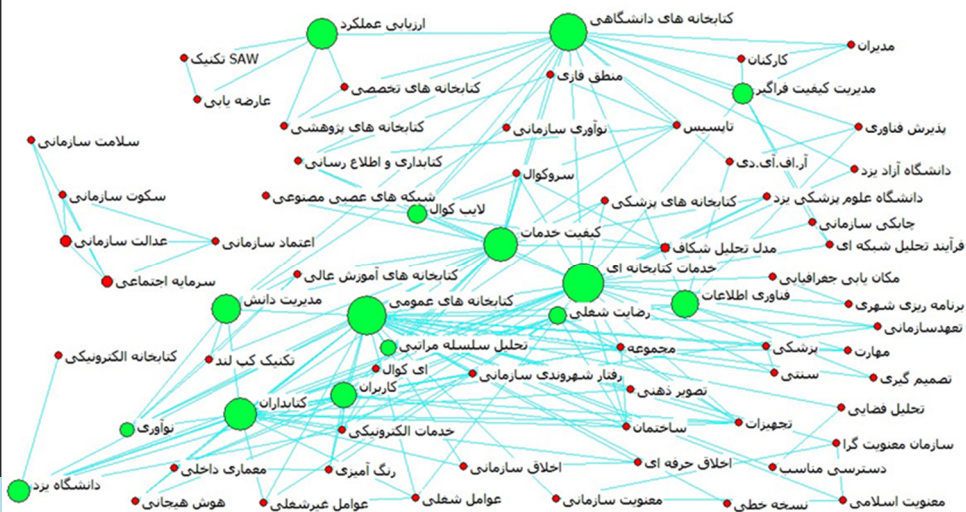 کتابخانه های دانشگاهی
ارزیابی عملکرد
مدیران
کارکنان
تکنیک SAW
منطق فازی
کتابخانه های تخصصی
مدیریت کیفیت فراگیر
عارضه یابی
کتابخانه های پژوهشی
نوآوری سازمانی
تاپسیس
پذیرش فناوری
سلامت سازمانی
کتابداری و اطلاع رسانی
آر.اف.آی.دی
دانشگاه آزاد یزد
سروکوال
سکوت سازمانی
شبکه های عصبی مصنوعی
کتابخانه های پزشکی
دانشگاه علوم پزشکی یزد
لایب کوال
چابکی سازمانی
کیفیت خدمات
عدالت سازمانی
اعتماد سازمانی
مدل تحلیل شکاف
فرآیند تحلیل شبکه ای
کتابخانه های آموزش عالی
خدمات کتابخانه ای
مکان یابی جغرافیایی
سرمایه اجتماعی
مدیریت دانش
کتابخانه های عمومی
فناوری اطلاعات
برنامه ریزی شهری
رضایت شغلی
تعهدسازمانی
تحلیل سلسله مراتبی
مجموعه
پزشکی
مهارت
کتابخانه الکترونیکی
تکنیک کپ لند
ای کوال
رفتار شهروندی سازمانی
سنتی
تصمیم گیری
کاربران
تصویر ذهنی
کتابداران
تحلیل فضایی
نوآوری
خدمات الکترونیکی
ساختمان
تجهیزات
سازمان معنویت گرا
معماری داخلی
رنگ آمیزی
اخلاق سازمانی
اخلاق حرفه ای
دسترسی مناسب
دانشگاه یزد
هوش هیجانی
عوامل غیرشغلی
عوامل شغلی
معنویت سازمانی
نسخه خطی
معنویت اسلامی